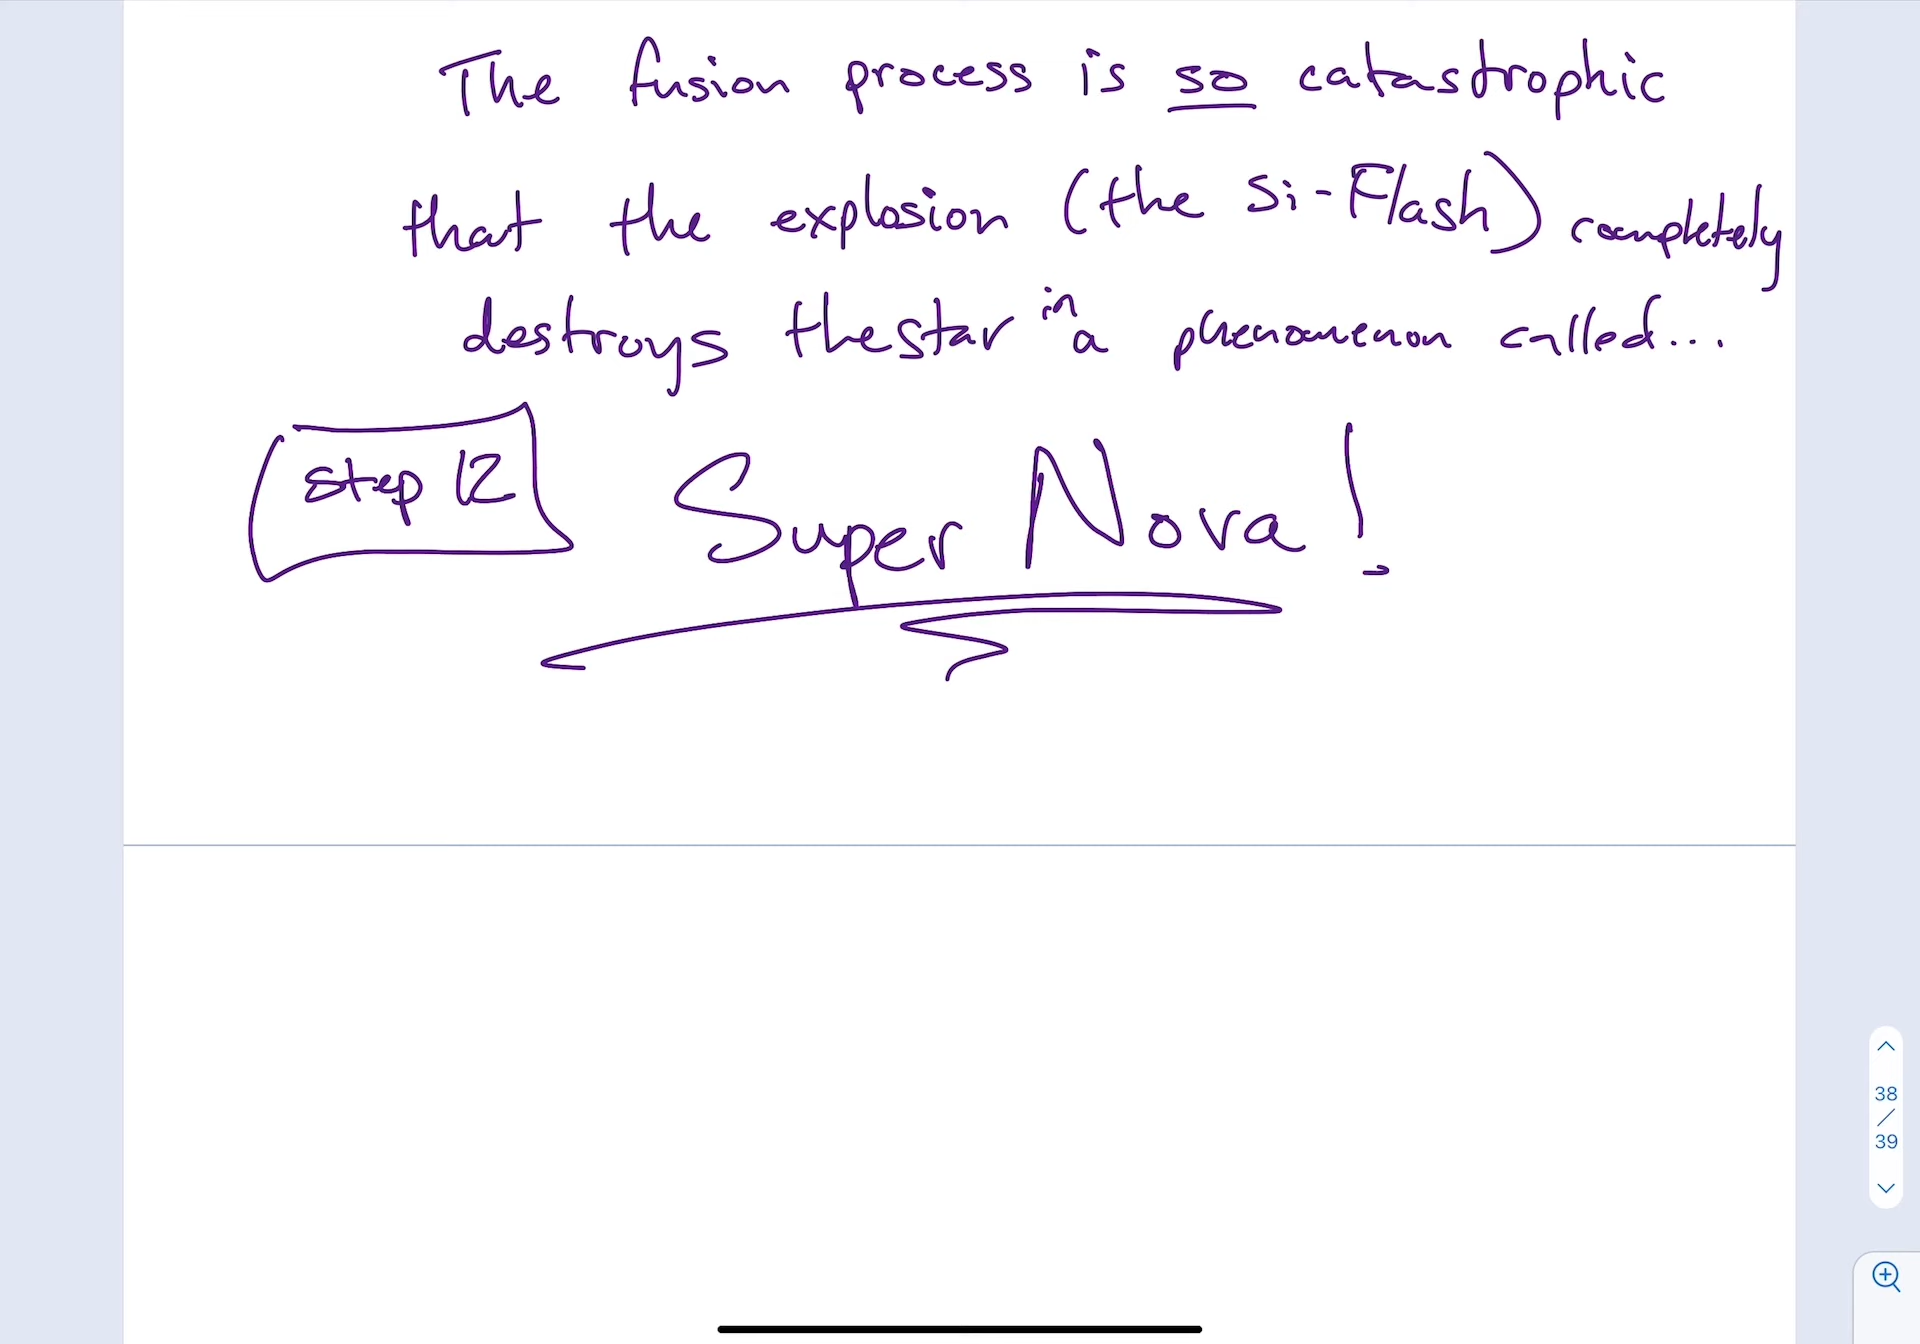 The fusion process is so catastrophic
that the explosion (the Si-Flash) completely
destroys the star in a phenomenon called...
step 12
Super Nova!
38
/
39